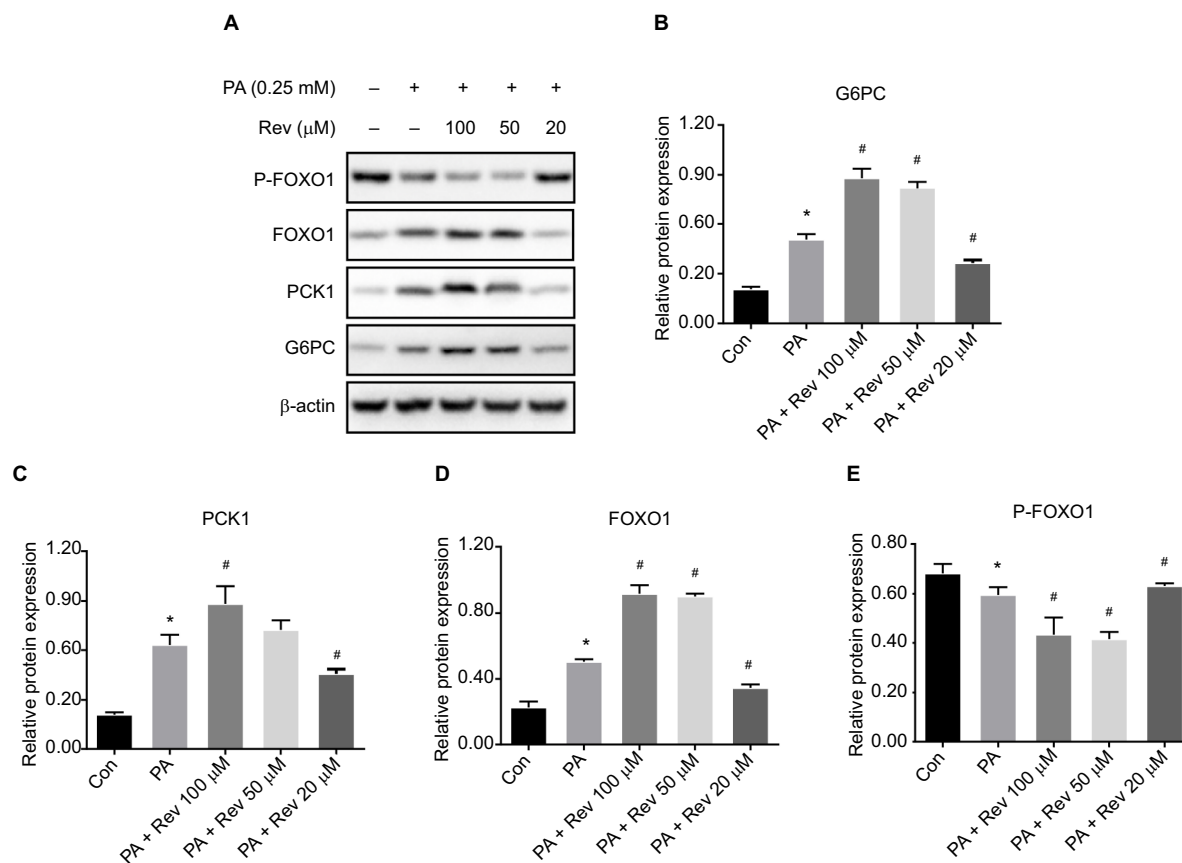 A
PA (0.25 mM) – + + + +
Rev (μM) – – 100 50 20
P-FOXO1
FOXO1
PCK1
G6PC
β-actin
B
G6PC
Relative protein expression
1.20
0.90
0.60
0.20
0.00
*
#
#
#
Con
PA
PA + Rev 100 μM
PA + Rev 50 μM
PA + Rev 20 μM
C
PCK1
Relative protein expression
1.20
0.90
0.60
0.20
0.00
*
#
#
Con
PA
PA + Rev 100 μM
PA + Rev 50 μM
PA + Rev 20 μM
D
FOXO1
Relative protein expression
1.20
0.80
0.40
0.00
*
#
#
#
Con
PA
PA + Rev 100 μM
PA + Rev 50 μM
PA + Rev 20 μM
E
P-FOXO1
Relative protein expression
0.80
0.60
0.40
0.60
0.00
*
#
#
#
Con
PA
PA + Rev 100 μM
PA + Rev 50 μM
PA + Rev 20 μM